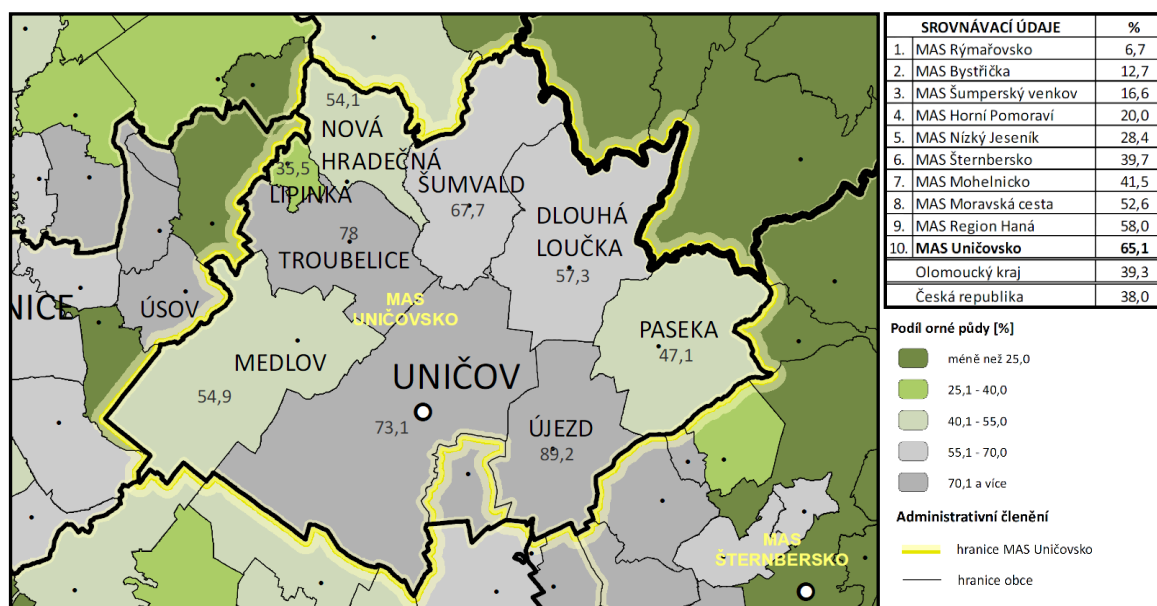 54,1
NOVÁ
HRADEČNÁ
35,5
LIPINKA
ŠUMVALD
67,7
DLOUHÁ
LOUČKA
57,3
78
TROUBELICE
NICE
ÚSOV
MAS
UNIČOVSKO
MEDLOV
54,9
PASEKA
47,1
UNIČOV
73,1
ÚJEZD
89,2
MAS
ŠTERNBERSKO
SROVNÁVACÍ ÚDAJE %
1. MAS Rýmařovsko 6,7
2. MAS Bystřička 12,7
3. MAS Šumperský venkov 16,6
4. MAS Horní Pomoraví 20,0
5. MAS Nízký Jeseník 28,4
6. MAS Šternbersko 39,7
7. MAS Mohelnicko 41,5
8. MAS Moravská cesta 52,6
9. MAS Region Haná 58,0
10. MAS Uničovsko 65,1
Olomoucký kraj 39,3
Česká republika 38,0
Podíl orné půdy [%]
méně než 25,0
25,1 - 40,0
40,1 - 55,0
55,1 - 70,0
70,1 a více
Administrativní členění
hranice MAS Uničovsko
hranice obce